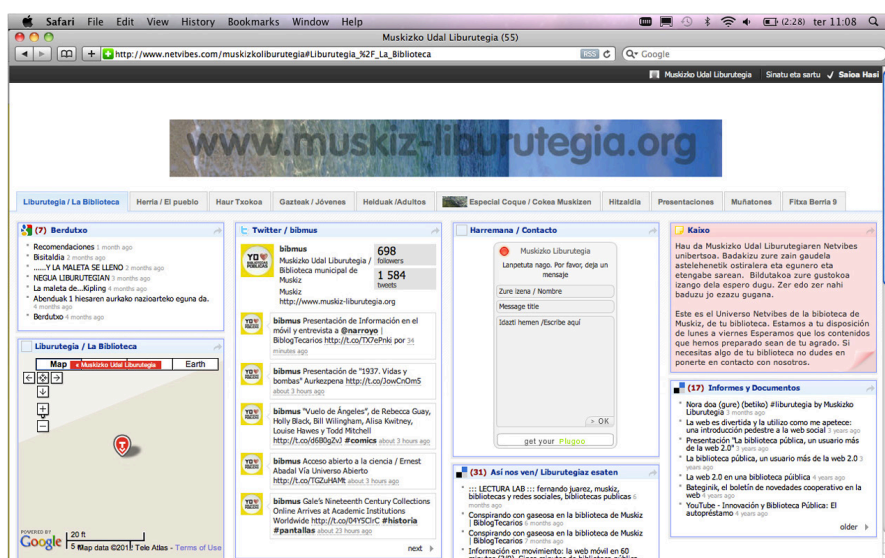 Safari File Edit View History Bookmarks Window Help (2:28) ter 11:08
Muskizko Udal Liburutegia (55)
http://www.netvibes.com/muskizkoliburutegia#Liburutegia_%2F_La_Biblioteca RSS Google
Muskizko Udal Liburutegia Sinatu eta sartu Saioa Hasi
www.muskiz-liburutegia.org
Liburutegia / La Biblioteca Herria / El pueblo Haur Txokoa Gazteak / Jóvenes Helduak /Adultos Especial Coque / Cokea Muskizen Hitzaldia Presentaciones Muñatones Fitxa Berria 9
(7) Berdutxo
Recomendaciones 1 month ago
Bisitaldia 2 months ago
......Y LA MALETA SE LLENO 2 months ago
NEGUA LIBURUTEGIAN 3 months ago
La maleta de...Kipling 4 months ago
Abenduak 1 hiesaren aurkako nazioarteko eguna da.
4 months ago
Berdutxo 4 months ago
Liburutegia / La Biblioteca
Map Muskizko Udal Liburutegia Earth
POWERED BY
Google
20 ft
Map data ©2011 Tele Atlas - Terms of Use
Twitter / bibmus
YO
PÚBLICAS
bibmus
Muskizko Udal Liburutegia /
Biblioteca municipal de
Muskiz
Muskiz
http://www.muskiz-liburutegia.org
698
followers
1 584
tweets
bibmus Presentación de Información en el
móvil y entrevista a @narroyo |
BiblogTecarios http://t.co/TX7ePnki por 34
minutes ago
bibmus Presentación de "1937. Vidas y
bombas" Aurkezpena http://t.co/JowCnOm5
about 3 hours ago
bibmus "Vuelo de Ángeles", de Rebecca Guay,
Holly Black, Bill Wilingham, Alisa Kwitney,
Louise Hawes y Todd Mitchell
http://t.co/d6B0gZvJ #comics about 3 hours ago
bibmus Acceso abierto a la ciencia / Ernest
Abadal Vía Universo Abierto
http://t.co/TGZuHAMt about 3 hours ago
bibmus Gale's Nineteenth Century Collections
Online Arrives at Academic Institutions
Worldwide http://t.co/04Y5CIrC #historia
#pantallas about 23 hours ago
next
Harremana / Contacto
Muskizko Liburutegia
Lanpetuta nago. Por favor, deja un
mensaje
Zure izena / Nombre
Message title
Idazti hemen /Escribe aquí
> OK
get your Plugoo
(31) Asi nos ven/ Liburutegiaz esaten
::: LECTURA LAB ::: fernando juarez, muskiz,
bibliotecas y redes sociales, bibliotecas publicas 6
months ago
Conspirando con gaseosa en la biblioteca de Muskiz
| BiblogTecarios 6 months ago
Conspirando con gaseosa en la biblioteca de Muskiz
| BiblogTecarios 7 months ago
Información en movimiento: la web móvil en 60
Kaixo
Hau da Muskizko Udal Liburutegiaren Netvibes
unibertsoa. Badakizu zure zain gaudela
astelehenetik ostiralera eta egunero eta
etengabe sarean. Bildutakoa zure gustokoa
izango dela espero dugu. Zer edo zer nahi
baduzu jo ezazu gugana.
Este es el Universo Netvibes de la biblioteca de
Muskiz, de tu biblioteca. Estamos a tu disposición
de lunes a viernes Esperamos que los contenidos
que hemos preparado sean de tu agrado. Si
necesitas algo de tu biblioteca no dudes en
ponerte en contacto con nosotros.
(17) Informes y Documentos
Nora doa (gure) (betiko) #liburutegia by Muskizko
Liburutegia 3 months ago
La web es divertida y la utilizo como me apetece:
una introducción pedestre a la web social 3 years ago
Presentación "La biblioteca pública, un usuario más
de la web 2.0" 3 years ago
La biblioteca pública, un usuario más de la web 2.0 3
years ago
La web 2.0 en una biblioteca pública 4 years ago
Bateginik, el boletín de novedades cooperativo en la
web 4 years ago
YouTube - Innovación y Biblioteca Pública: El
autopréstamo 4 years ago
older